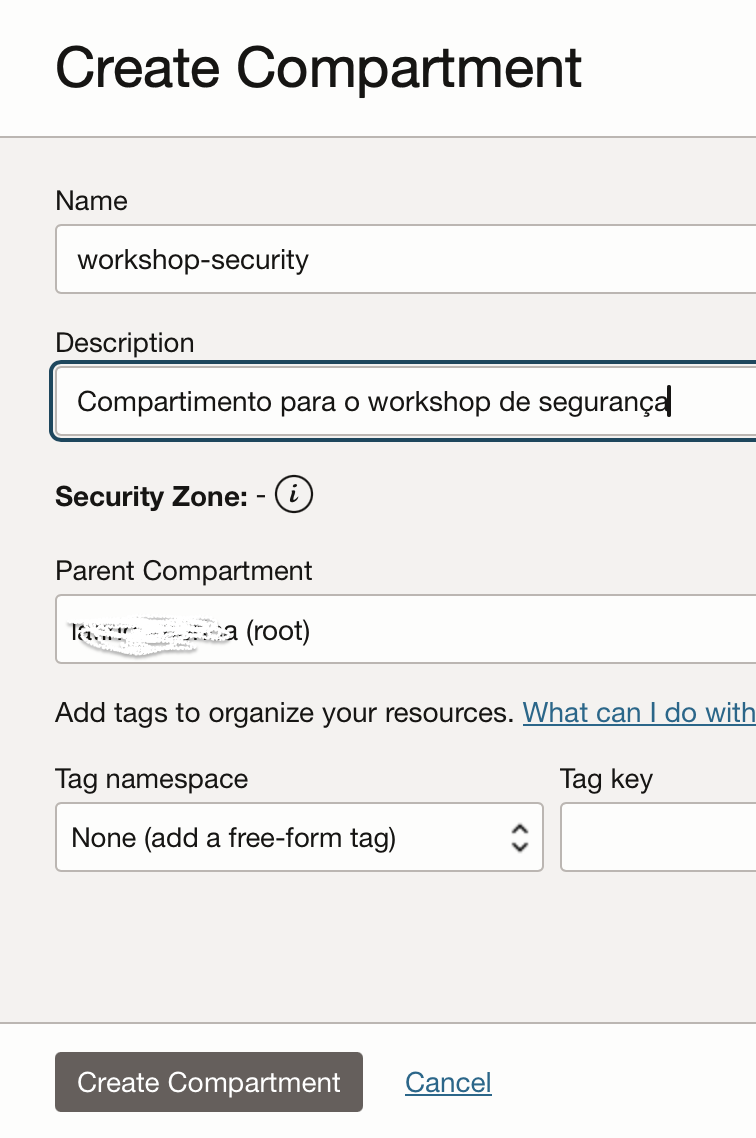 Create Compartment
Name
workshop-security
Description
Compartimento para o workshop de segurança
Security Zone: - i
Parent Compartment
(root)
Add tags to organize your resources. What can I do with
Tag namespace
Tag key
None (add a free-form tag)
Create Compartment
Cancel